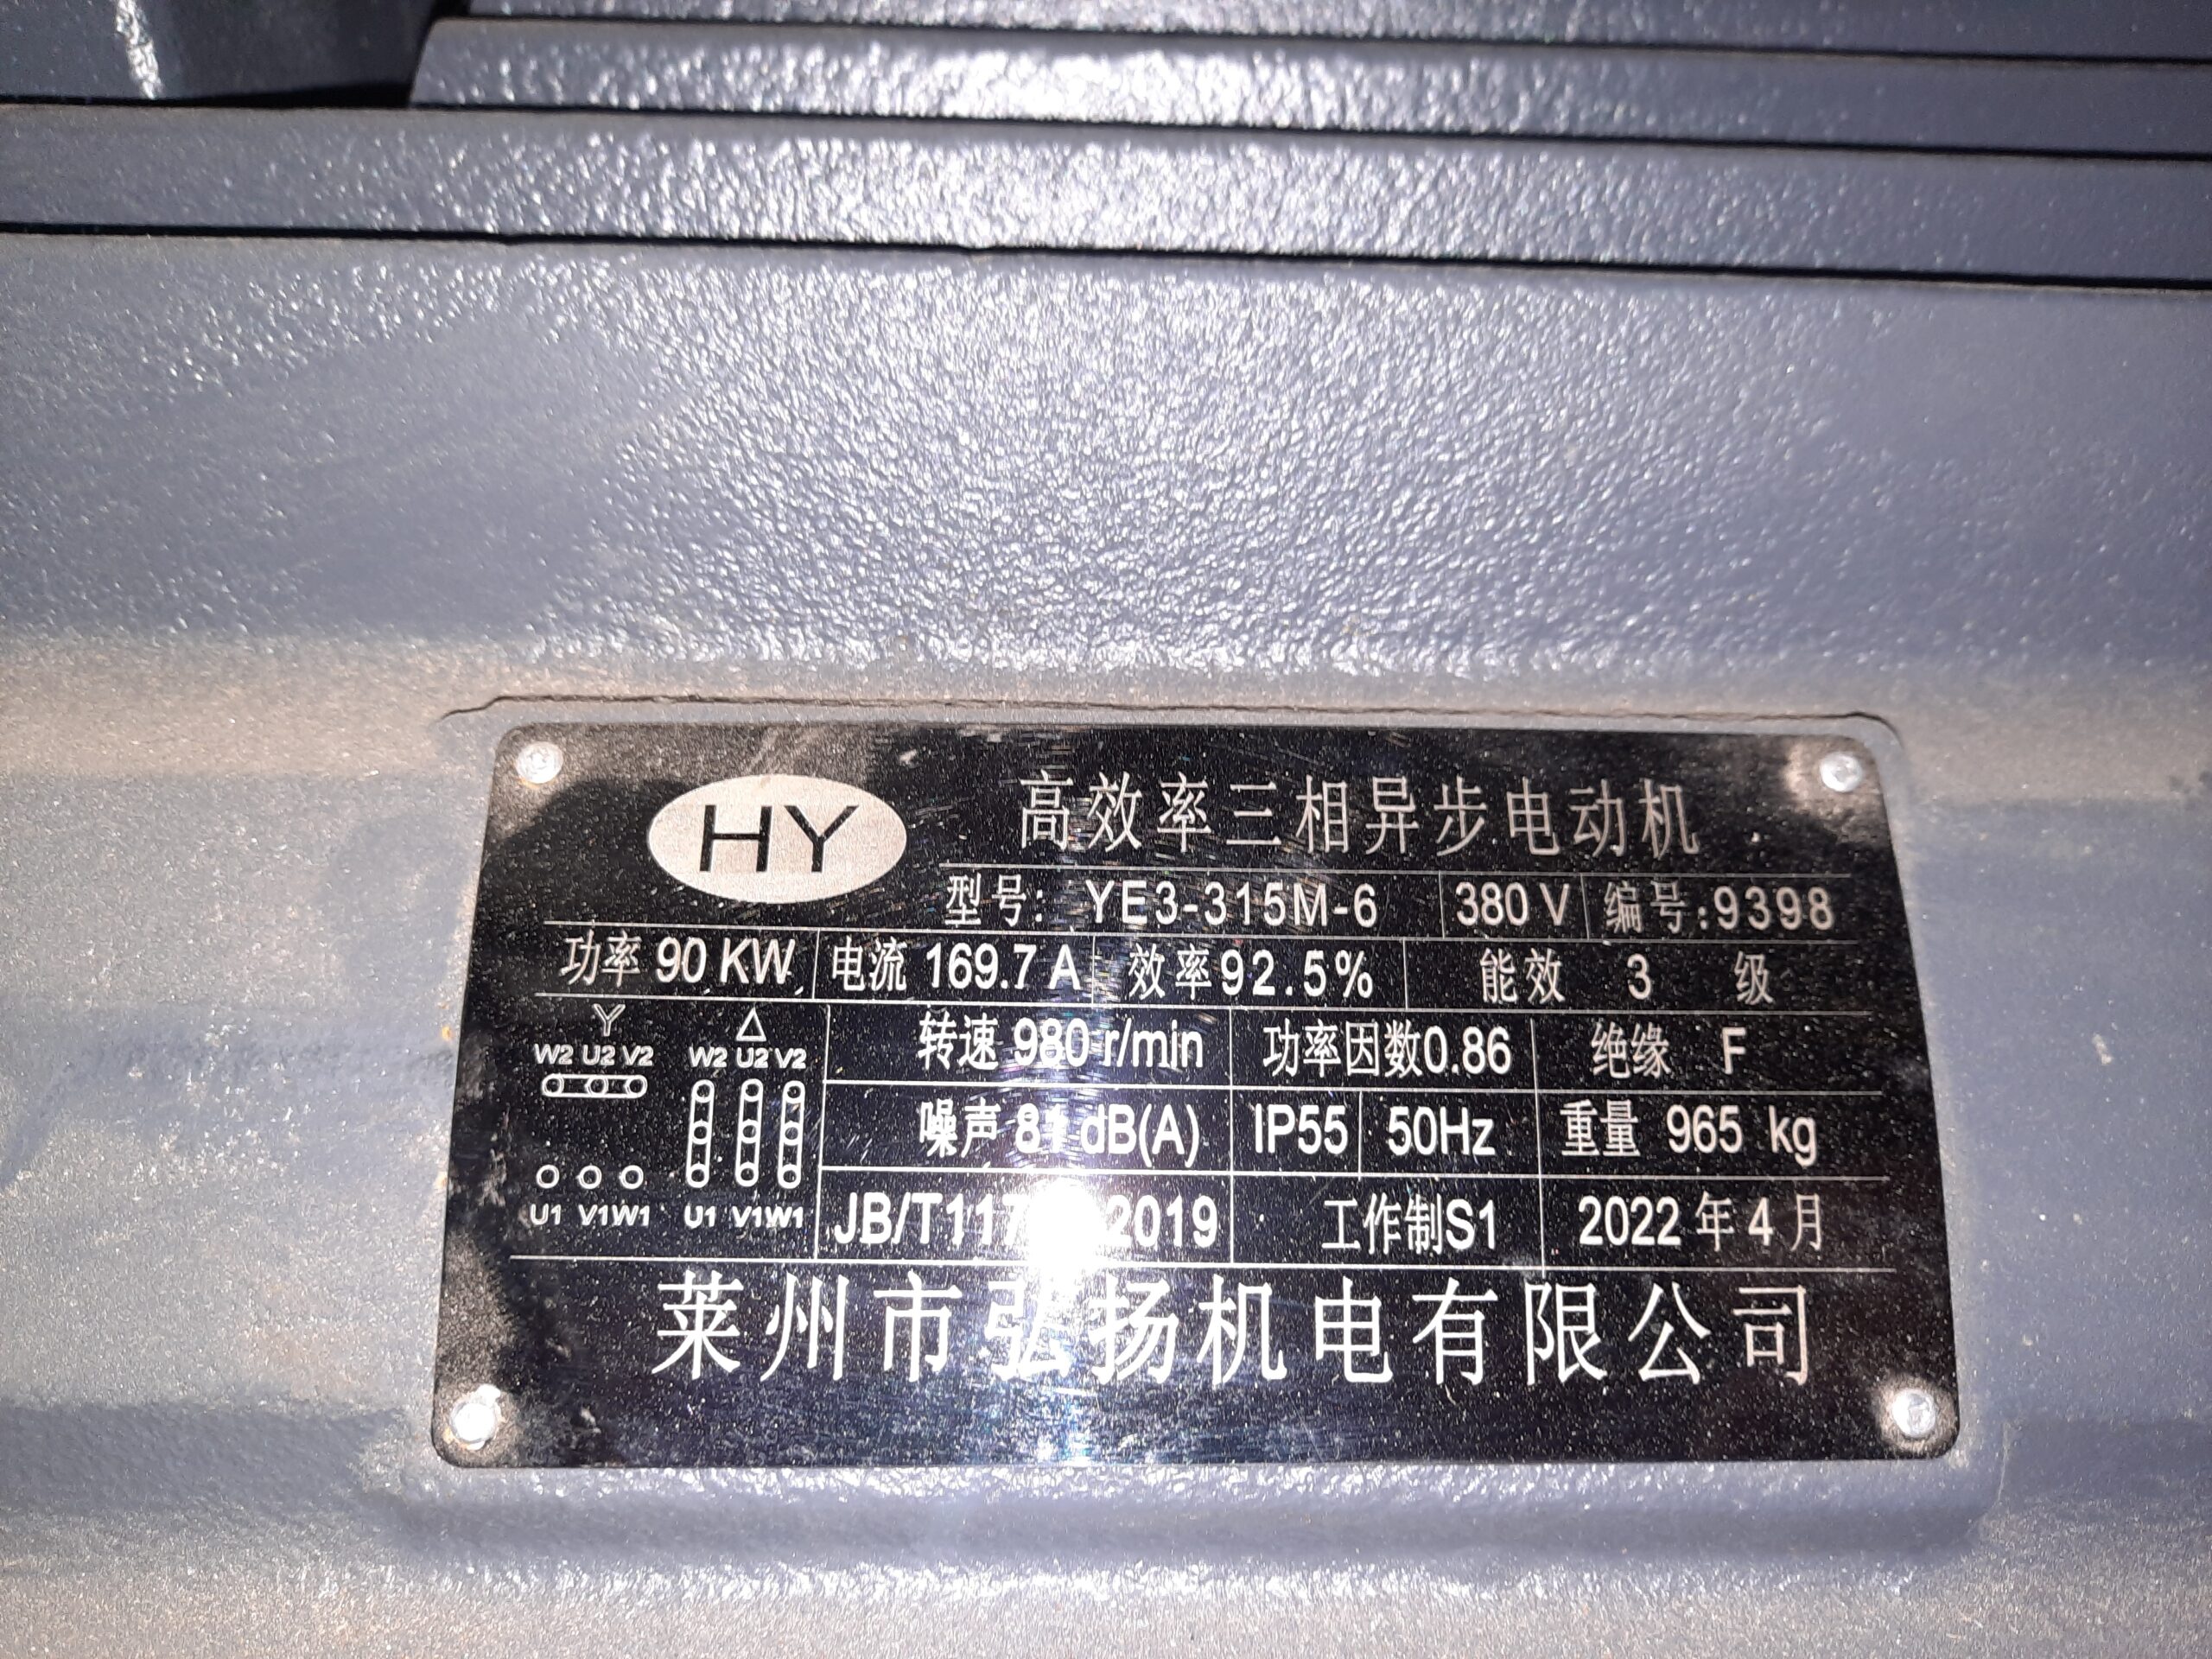 HY
高效率三相异步电动机
型号: YE3-315M-6 380 V 编号:9398
功率 90 KW 电流 169.7 A 效率92.5% 能效 3 级
Y △
W2 U2 V2 W2 U2 V2
U1 V1W1 U1 V1W1
转速 980 r/min 功率因数0.86 绝缘 F
噪声 81 dB(A) IP55 50Hz 重量 965 kg
2019 工作制S1 2022 年 4 月
莱州市弘扬机电有限公司